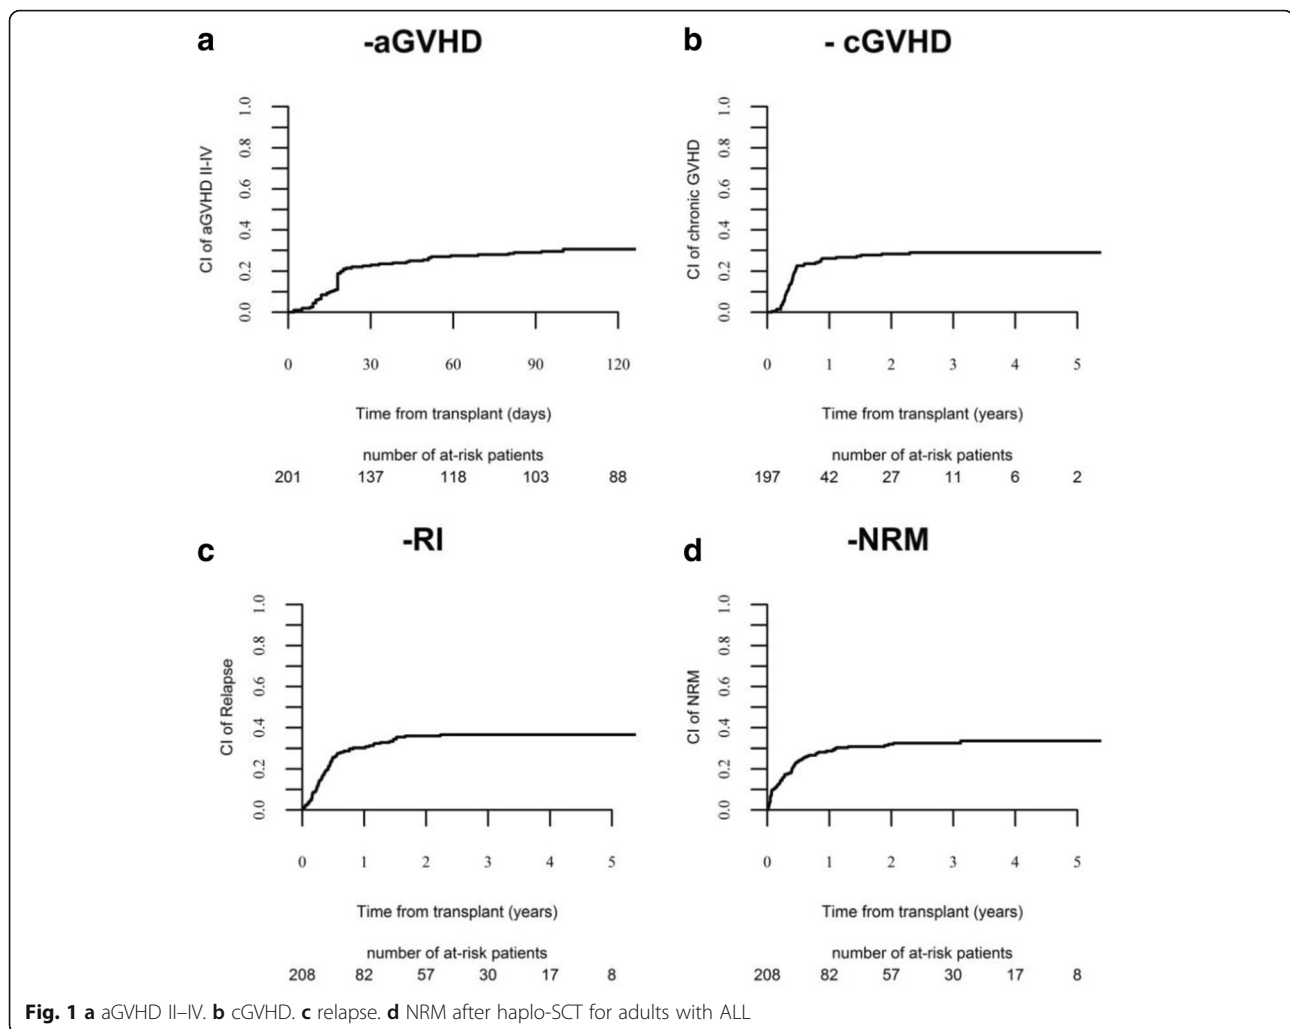 a -aGVHD
CI of aGVHD II-IV
0.0 0.2 0.4 0.6 0.8 1.0
0 30 60 90 120
Time from transplant (days)
number of at-risk patients
201 137 118 103 88
b - cGVHD
CI of chronic GVHD
0.0 0.2 0.4 0.6 0.8 1.0
0 1 2 3 4 5
Time from transplant (years)
number of at-risk patients
197 42 27 11 6 2
c -RI
CI of Relapse
0.0 0.2 0.4 0.6 0.8 1.0
0 1 2 3 4 5
Time from transplant (years)
number of at-risk patients
208 82 57 30 17 8
d -NRM
CI of NRM
0.0 0.2 0.4 0.6 0.8 1.0
0 1 2 3 4 5
Time from transplant (years)
number of at-risk patients
208 82 57 30 17 8
Fig. 1 a aGVHD II–IV. b cGVHD. c relapse. d NRM after haplo-SCT for adults with ALL